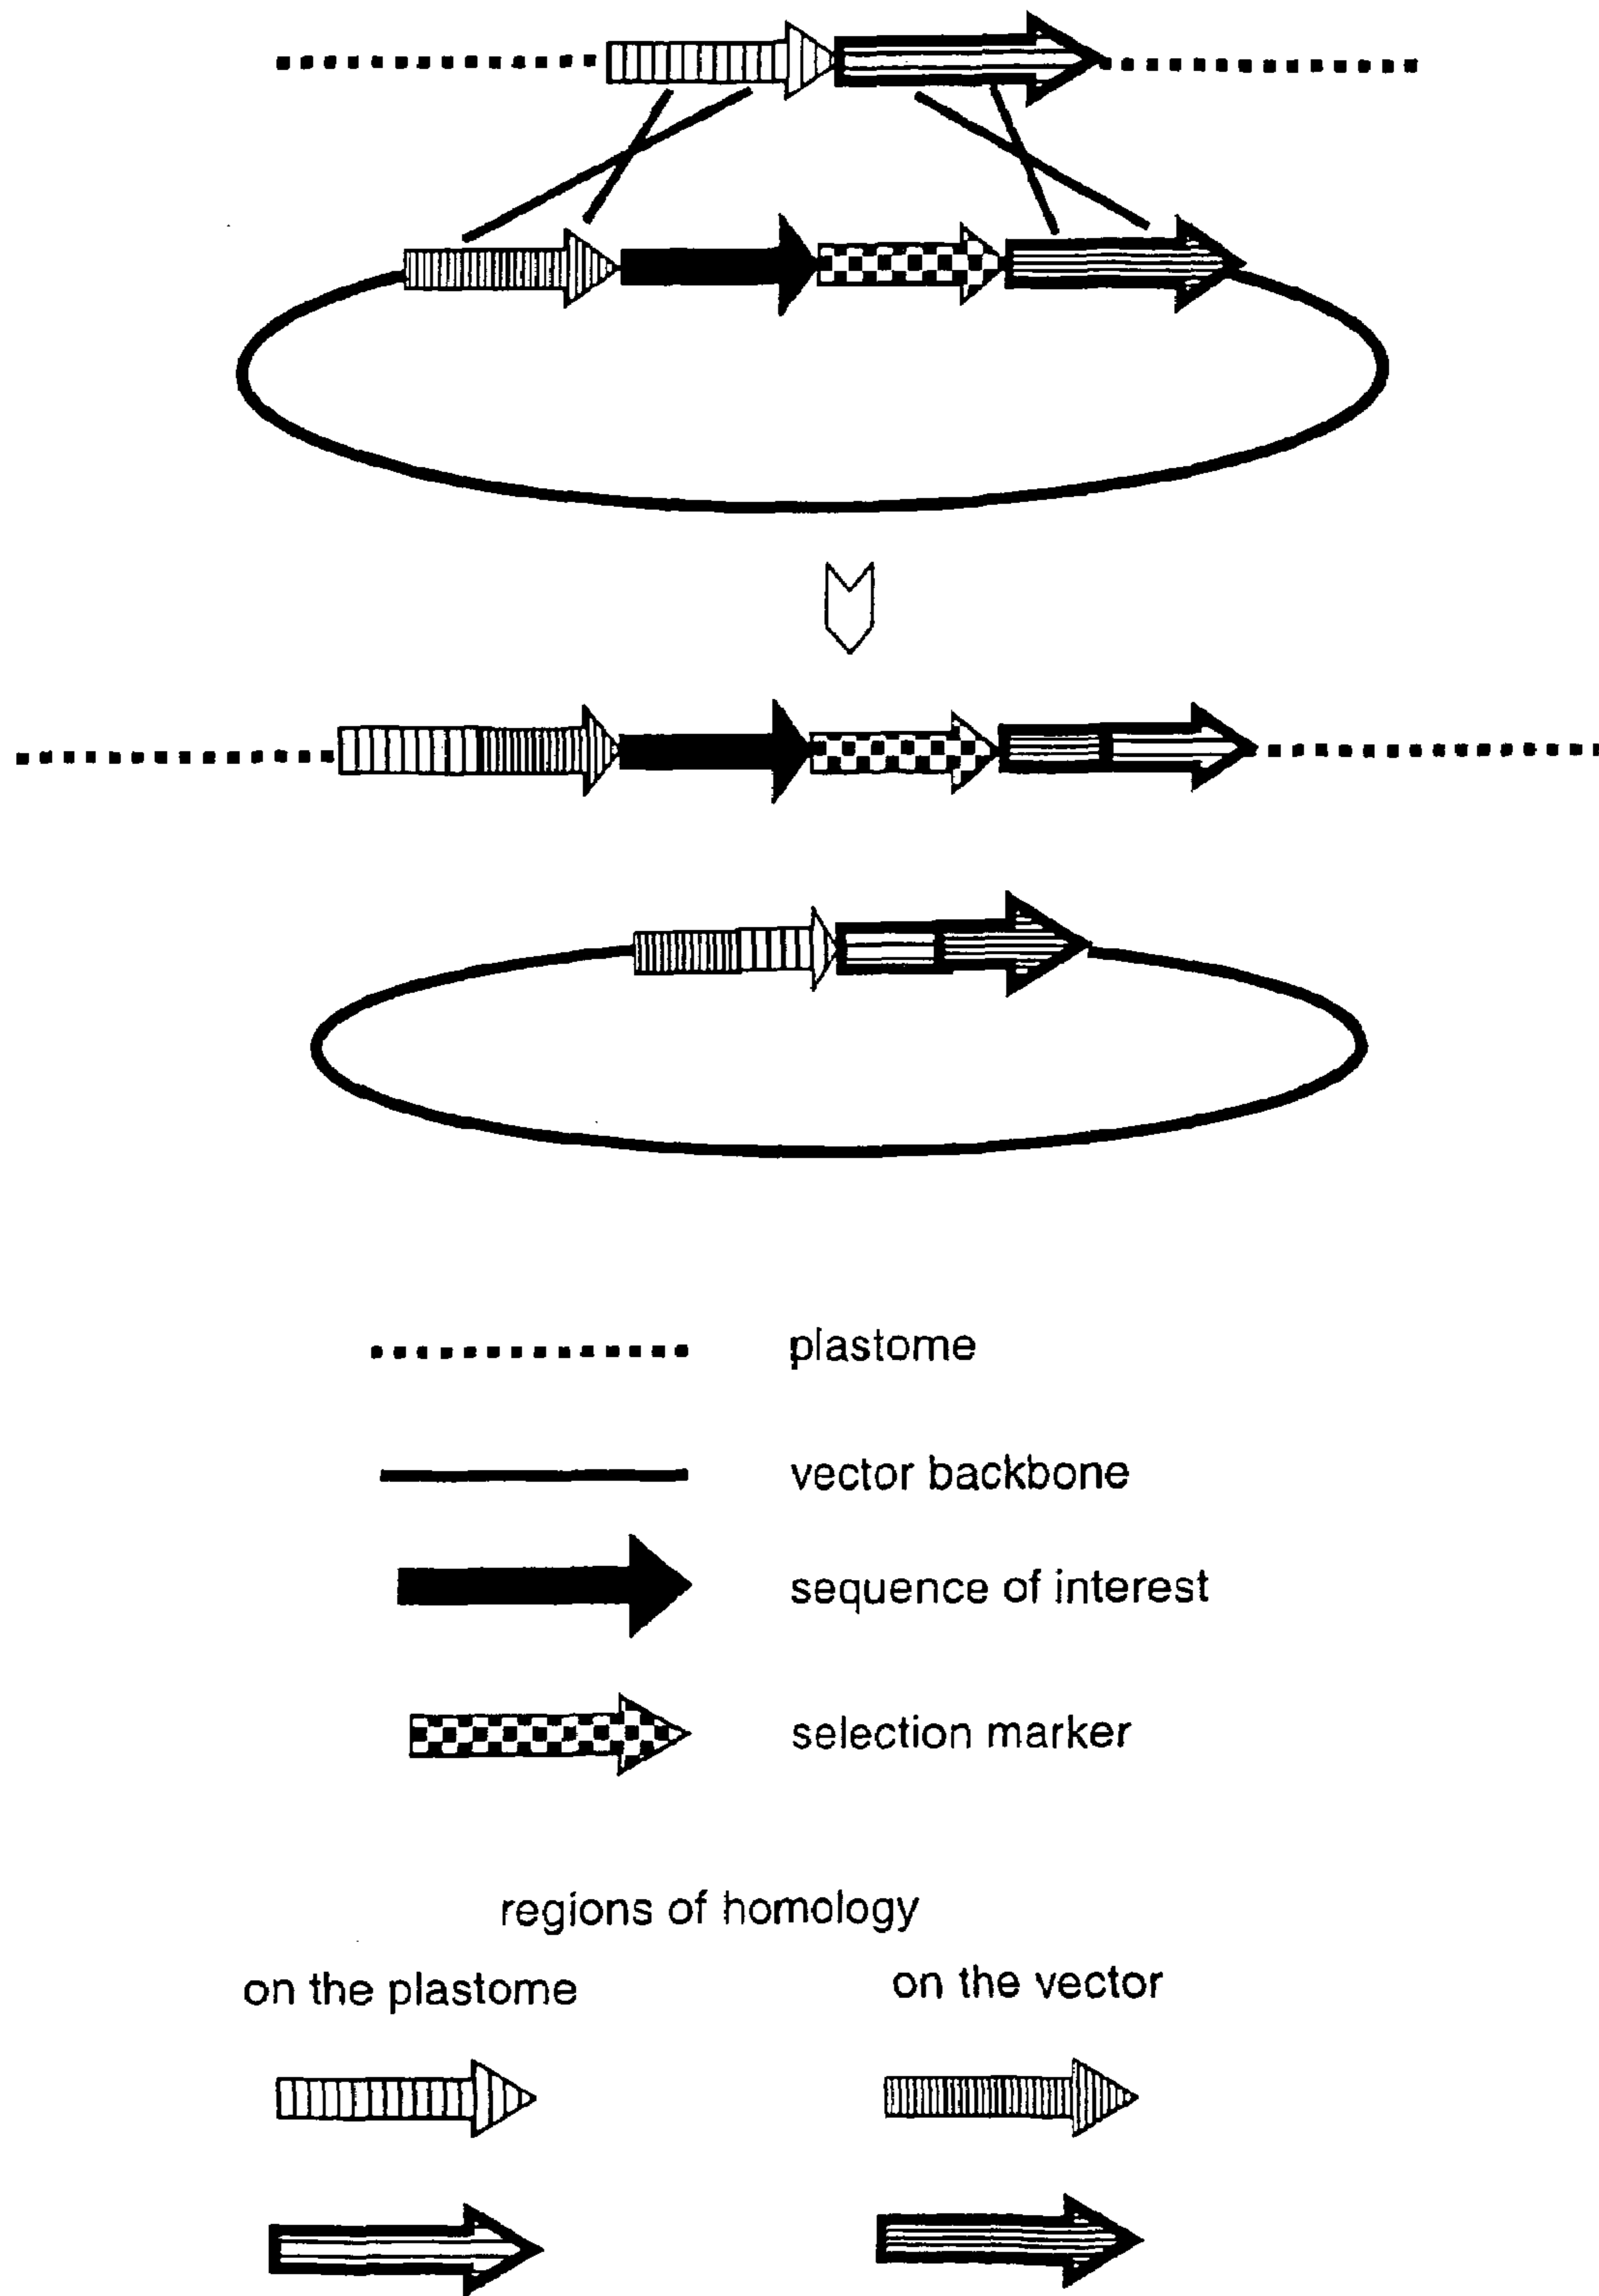 plastome
vector backbone
sequence of interest
selection marker
regions of homology
on the plastome
on the vector